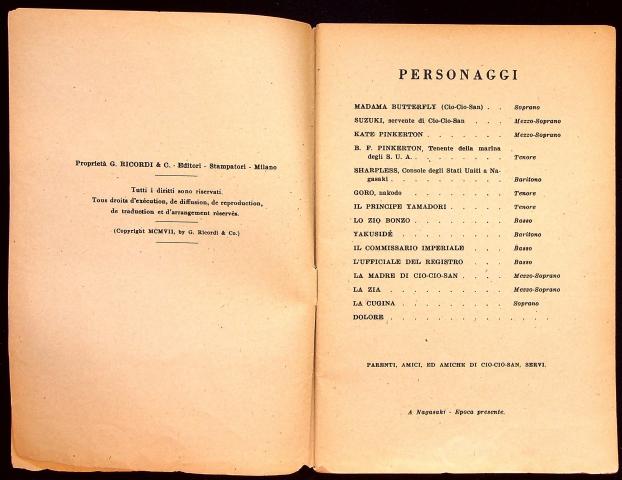 Proprietà G. RICORDI & C. - Editori - Stampatori - Milano
Tutti i diritti sono riservati.
Tous droits d'exécution, de diffusion, de reproduction,
de traduction et d'arrangement réservés.
(Copyright MCMVII, by G. Ricordi & Co.)
PERSONAGGI
MADAMA BUTTERFLY (Cio-Cio-San) . . Soprano
SUZUKI, servente di Cio-Cio-San . . . Mezzo-Soprano
KATE PINKERTON . . . . . . . Mezzo-Soprano
B. F. PINKERTON, Tenente della marina
degli S. U. A. . . . . . . . . Tenore
SHARPLESS, Console degli Stati Uniti a Na-
gasaki . . . . . . . . . . Baritono
GORO, nakodo . . . . . . . . Tenore
IL PRINCIPE YAMADORI . . . . . Tenore
LO ZIO BONZO . . . . . . . . Basso
YAKUSIDÉ . . . . . . . . . Baritono
IL COMMISSARIO IMPERIALE . . . Basso
L'UFFICIALE DEL REGISTRO . . . Basso
LA MADRE DI CIO-CIO-SAN . . . . Mezzo-Soprano
LA ZIA . . . . . . . . . . Mezzo-Soprano
LA CUGINA . . . . . . . . . Soprano
DOLORE . . . . . . . . . . . . .
PARENTI, AMICI, ED AMICHE DI CIO-CIO-SAN, SERVI.
A Nagasaki - Epoca presente.